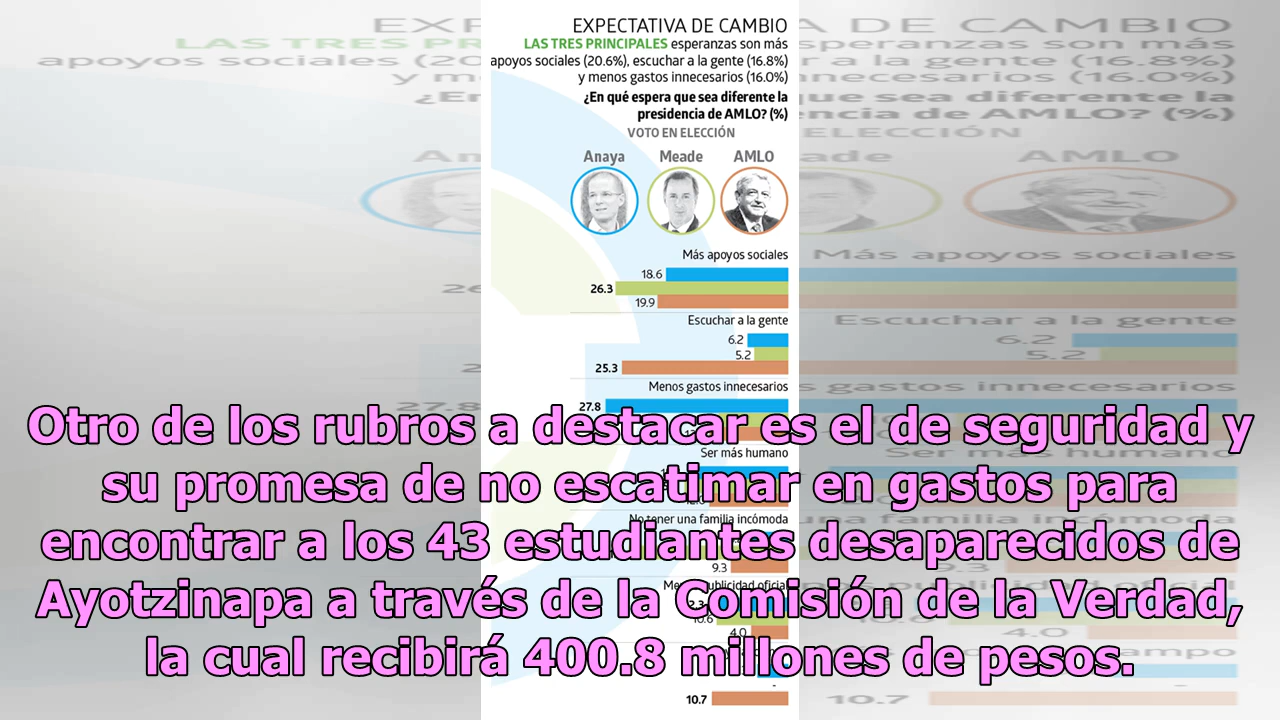 EXPECTATIVA DE CAMBIO
LAS TRES PRINCIPALES esperanzas son más
apoyos sociales (20.6%), escuchar a la gente (16.8%)
y menos gastos innecesarios (16.0%)
¿En qué espera que sea diferente la
presidencia de AMLO? (%)
VOTO EN ELECCIÓN
Anaya Meade AMLO
Más apoyos sociales
18.6
26.3
19.9
Escuchar a la gente
6.2
5.2
25.3
Menos gastos innecesarios
27.8
Ser más humano
No tener una familia incómoda
9.3
Menos publicidad oficial
10.6
4.0
-
10.7
Otro de los rubros a destacar es el de seguridad y
su promesa de no escatimar en gastos para
encontrar a los 43 estudiantes desaparecidos de
Ayotzinapa a través de la Comisión de la Verdad,
la cual recibirá 400.8 millones de pesos.